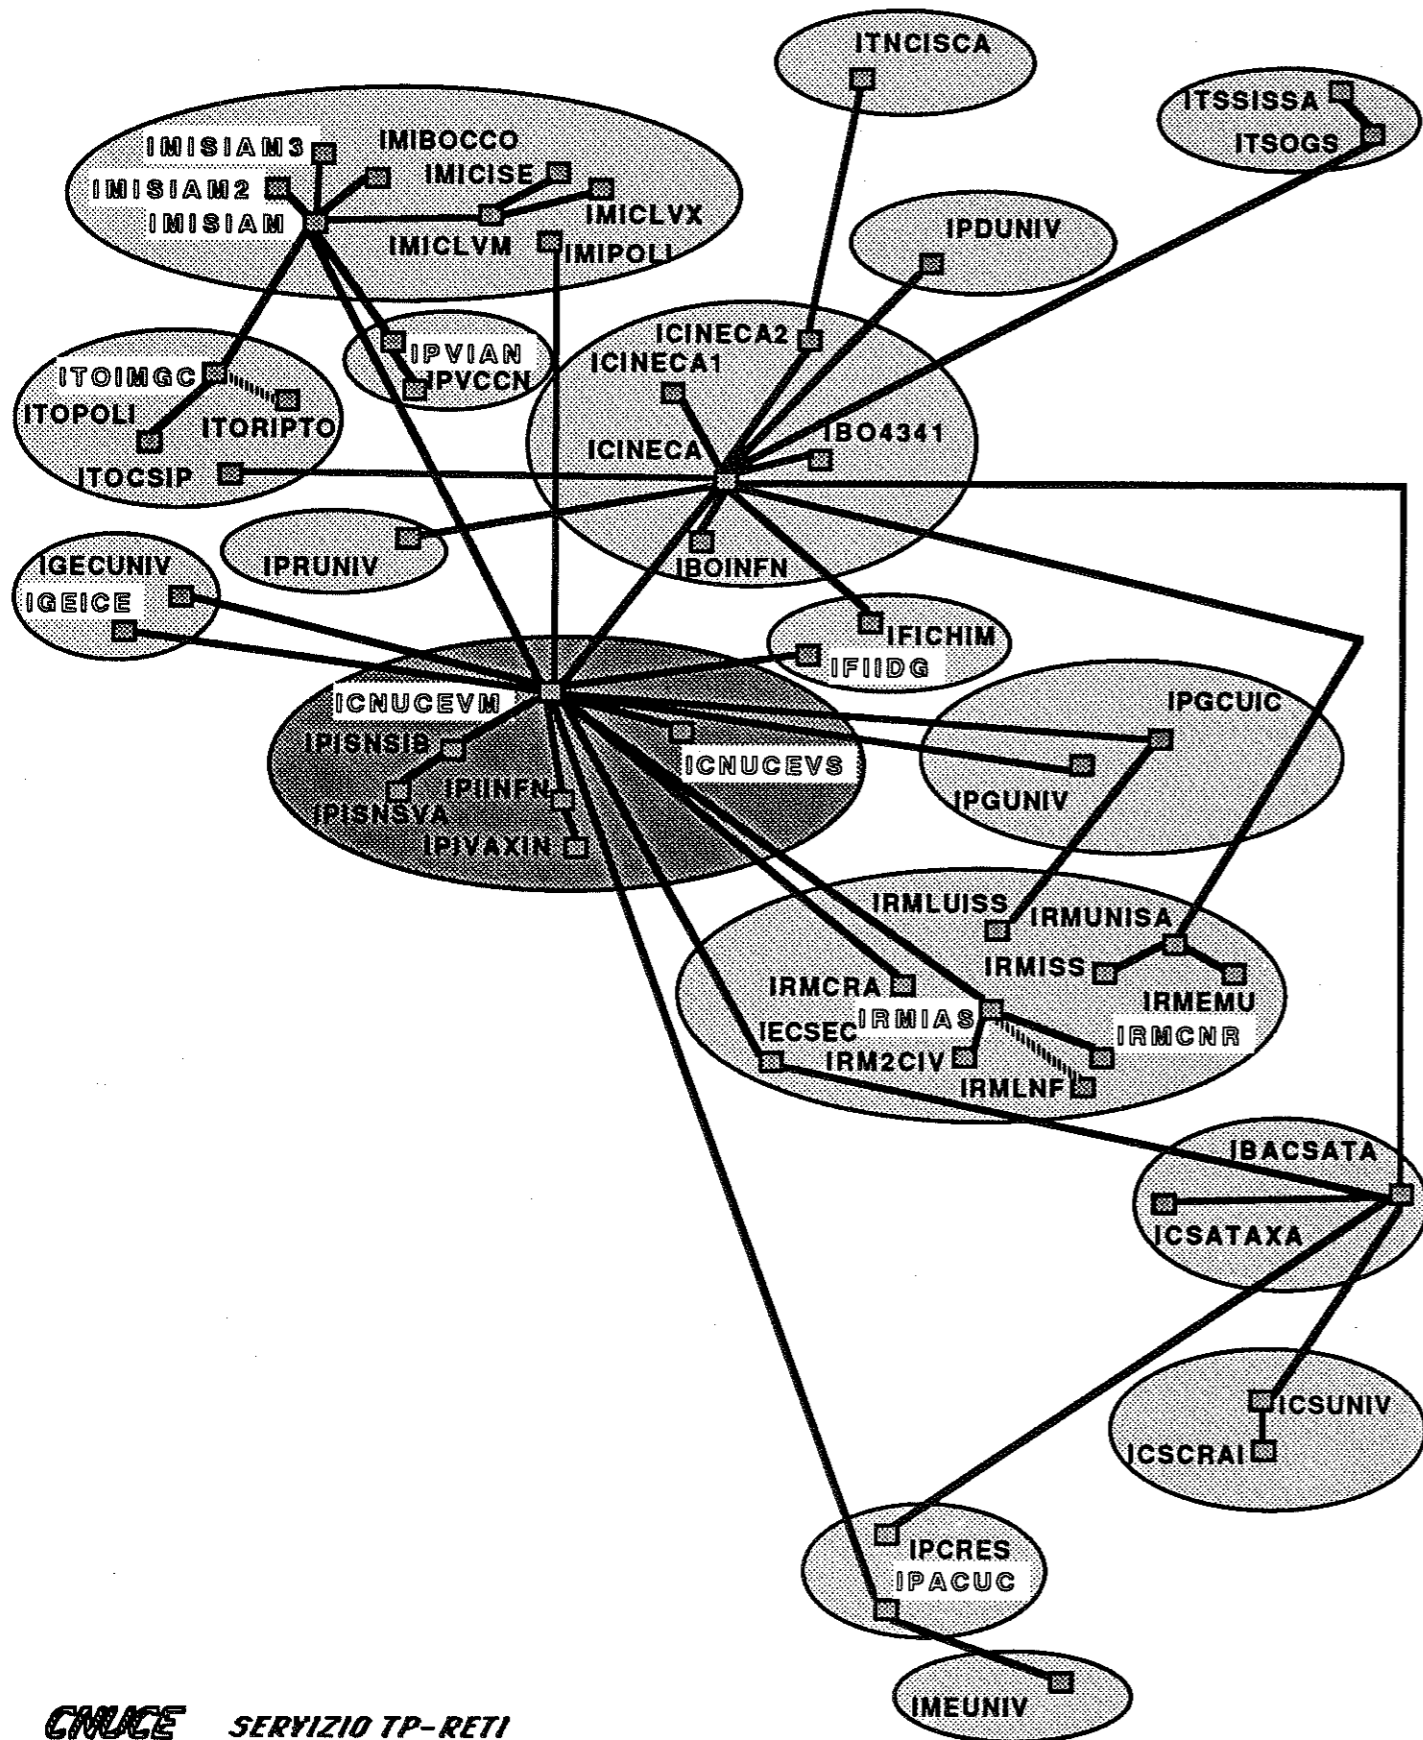 ITNCISCA
ITSSISSA
ITSOGS
IMISIAM3
IMIBOCCO
IMICISE
IMISIAM2
IMISIAM
IMICLVX
IMICLVM
IMIPOLI
IPDUNIV
ICINECA2
ICINECA1
IPVIAN
IPVCCN
ITOIMGC
ITOPOLI
ITORIPTO
ITOCSIP
ICINECA
IBO4341
IPRUNIV
IBOINFN
IGECUNIV
IGEICE
IFICHIM
IFIIDG
ICNUCEVM
IPISNSIB
ICNUCEVS
IPIINFN
IPISNSVA
IPIVAXIN
IPGCUIC
IPGUNIV
IRMLUISS
IRMUNISA
IRMISS
IRMCRA
IRMEMU
IRMIAS
IECSEC
IRMCNR
IRM2CIV
IRMLNF
IBACSATA
ICSATAXA
ICSUNIV
ICSCRAI
IPCRES
IPACUC
IMEUNIV
CNUCE SERVIZIO TP-RETI